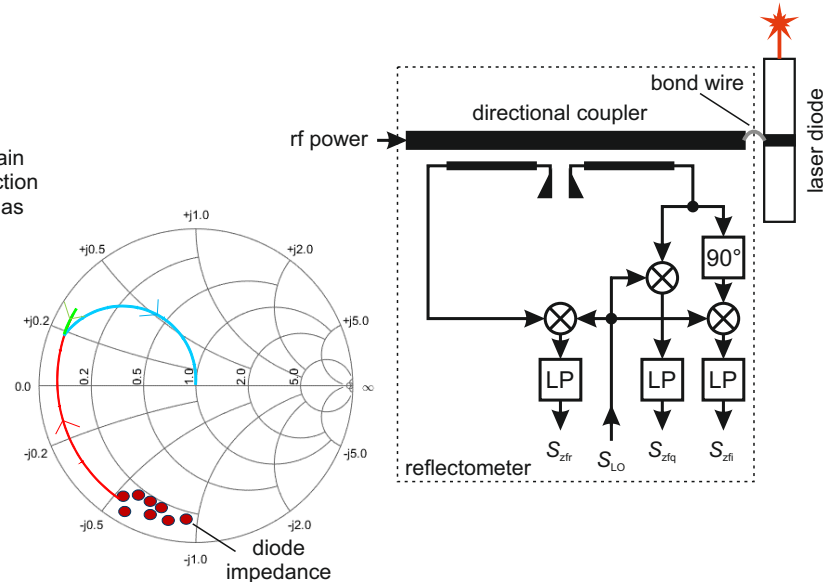 ain
ction
as
bond wire
directional coupler
rf power
laser diode
90°
LP
LP
LP
S_zfr
S_LO
S_zfq
S_zfi
reflectometer
+j1.0
+j0.5
+j2.0
+j0.2
+j5.0
0.0
0.2
0.5
1.0
2.0
5.0
∞
-j0.2
-j5.0
-j0.5
-j2.0
-j1.0
diode
impedance